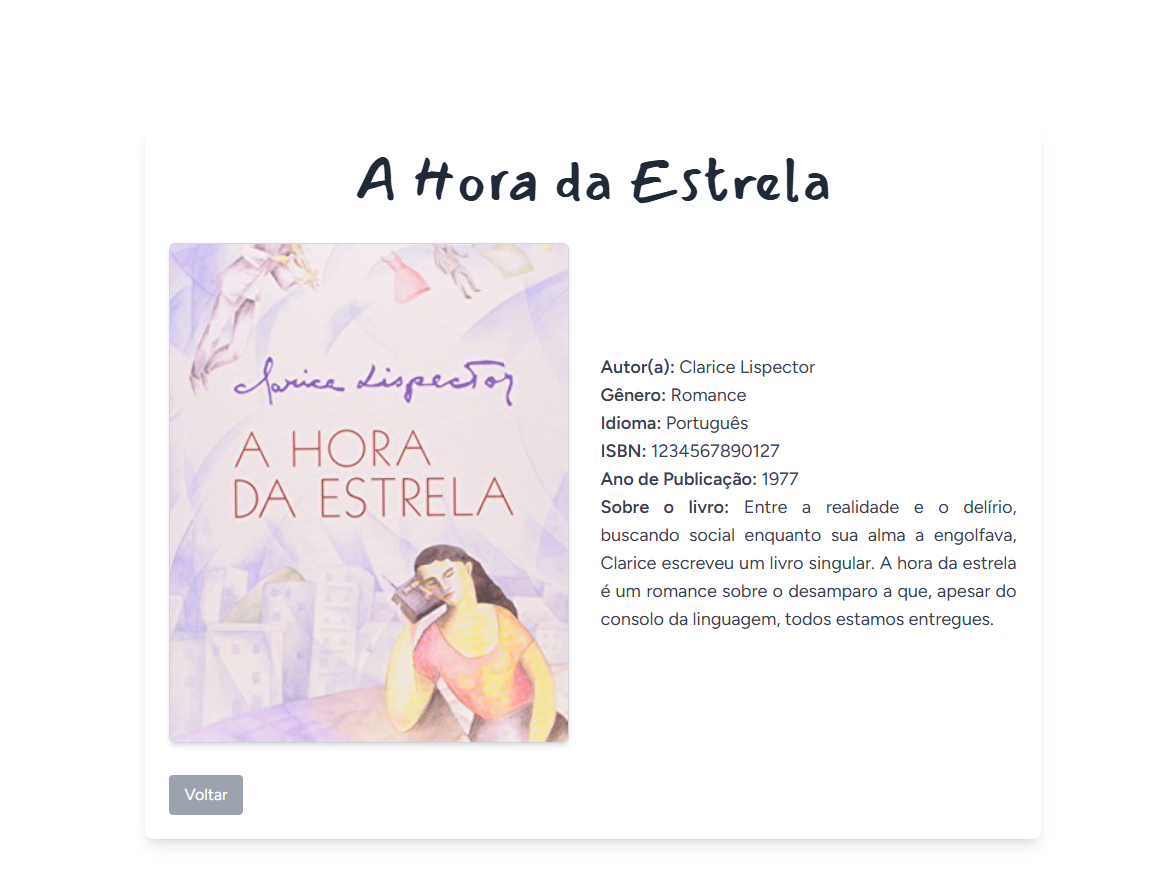 A Hora da Estrela
Clarice Lispector
A HORA
DA ESTRELA
Autor(a): Clarice Lispector
Gênero: Romance
Idioma: Português
ISBN: 1234567890127
Ano de Publicação: 1977
Sobre o livro: Entre a realidade e o delírio,
buscando social enquanto sua alma a engolfava,
Clarice escreveu um livro singular. A hora da estrela
é um romance sobre o desamparo a que, apesar do
consolo da linguagem, todos estamos entregues.
Voltar